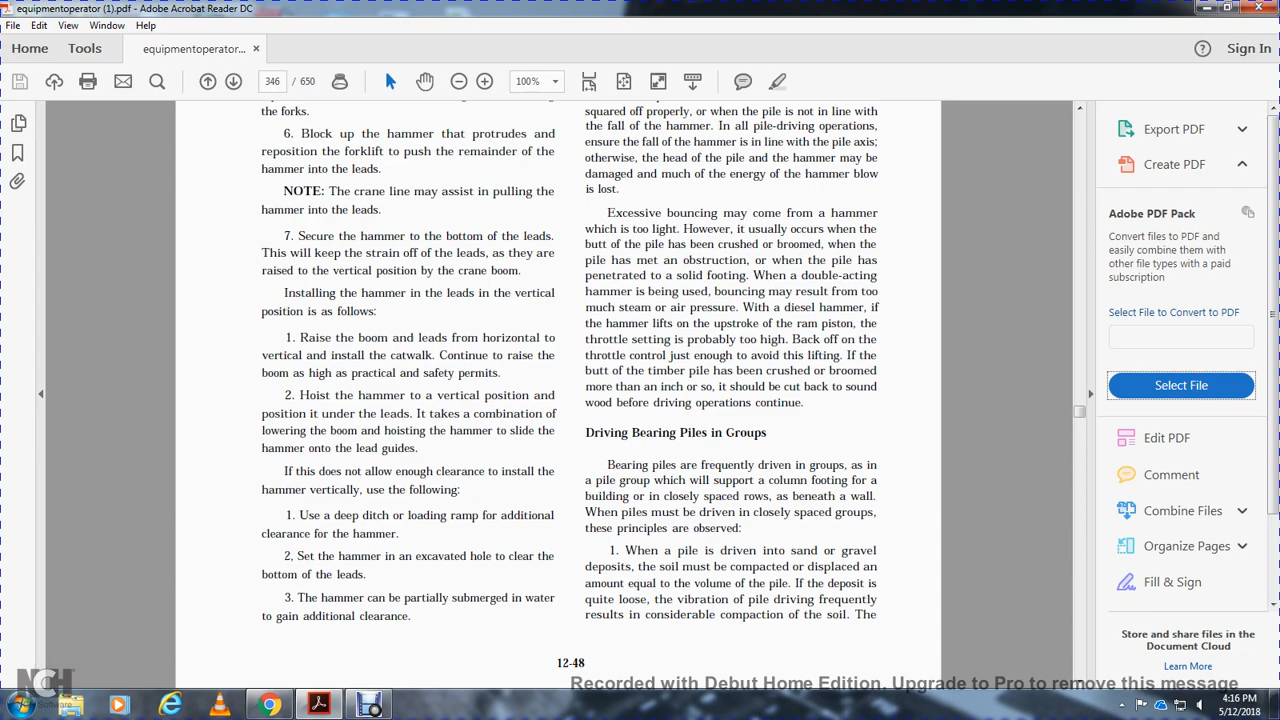 equipmentoperator (1).pdf - Adobe Acrobat Reader DC
File Edit View Window Help
Home Tools equipmentoperator... × Sign In
346 / 650 100%
the forks.
6. Block up the hammer that protrudes and
reposition the forklift to push the remainder of the
hammer into the leads.
NOTE: The crane line may assist in pulling the
hammer into the leads.
7. Secure the hammer to the bottom of the leads.
This will keep the strain off of the leads, as they are
raised to the vertical position by the crane boom.
Installing the hammer in the leads in the vertical
position is as follows:
1. Raise the boom and leads from horizontal to
vertical and install the catwalk. Continue to raise the
boom as high as practical and safety permits.
2. Hoist the hammer to a vertical position and
position it under the leads. It takes a combination of
lowering the boom and hoisting the hammer to slide the
hammer onto the lead guides.
If this does not allow enough clearance to install the
hammer vertically, use the following:
1. Use a deep ditch or loading ramp for additional
clearance for the hammer.
2, Set the hammer in an excavated hole to clear the
bottom of the leads.
3. The hammer can be partially submerged in water
to gain additional clearance.
squared off properly, or when the pile is not in line with
the fall of the hammer. In all pile-driving operations,
ensure the fall of the hammer is in line with the pile axis;
otherwise, the head of the pile and the hammer may be
damaged and much of the energy of the hammer blow
is lost.
Excessive bouncing may come from a hammer
which is too light. However, it usually occurs when the
butt of the pile has been crushed or broomed, when the
pile has met an obstruction, or when the pile has
penetrated to a solid footing. When a double-acting
hammer is being used, bouncing may result from too
much steam or air pressure. With a diesel hammer, if
the hammer lifts on the upstroke of the ram piston, the
throttle setting is probably too high. Back off on the
throttle control just enough to avoid this lifting. If the
butt of the timber pile has been crushed or broomed
more than an inch or so, it should be cut back to sound
wood before driving operations continue.
Driving Bearing Piles in Groups
Bearing piles are frequently driven in groups, as in
a pile group which will support a column footing for a
building or in closely spaced rows, as beneath a wall.
When piles must be driven in closely spaced groups,
these principles are observed:
1. When a pile is driven into sand or gravel
deposits, the soil must be compacted or displaced an
amount equal to the volume of the pile. If the deposit is
quite loose, the vibration of pile driving frequently
results in considerable compaction of the soil. The
12-48
Export PDF
Create PDF
Adobe PDF Pack
Convert files to PDF and
easily combine them with
other file types with a paid
subscription
Select File to Convert to PDF
Select File
Edit PDF
Comment
Combine Files
Organize Pages
Fill & Sign
Store and share files in the
Document Cloud
Learn More
NCH
Software
Recorded with Debut Home Edition. Upgrade to Pro to remove this message
4:16 PM
5/12/2018